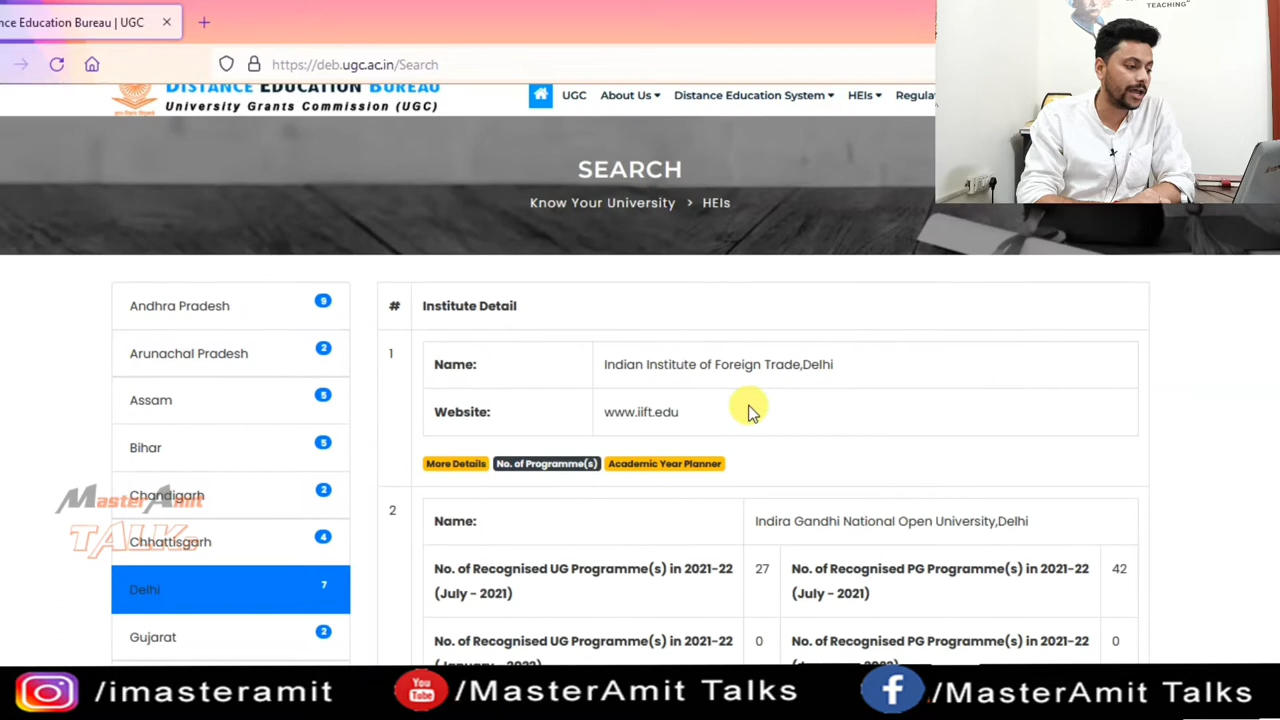 nce Education Bureau | UGC
TEACHING"
https://deb.ugc.ac.in/Search
DISTANCE EDUCATION BUREAU
University Grants Commission (UGC)
UGC About Us Distance Education System HEIs Regula
SEARCH
Know Your University > HEIs
Andhra Pradesh 9
Arunachal Pradesh 2
Assam 5
Bihar 5
Chandigarh 2
Chhattisgarh 4
Delhi 7
Gujarat 2
MasterAmit
TALK
# Institute Detail
1
Name: Indian Institute of Foreign Trade,Delhi
Website: www.iift.edu
More Details No. of Programme(s) Academic Year Planner
2
Name: Indira Gandhi National Open University,Delhi
No. of Recognised UG Programme(s) in 2021-22 27 No. of Recognised PG Programme(s) in 2021-22 42
(July - 2021) (July - 2021)
No. of Recognised UG Programme(s) in 2021-22 0 No. of Recognised PG Programme(s) in 2021-22 0
/imasteramit
You Tube /MasterAmit Talks
/MasterAmit Talks